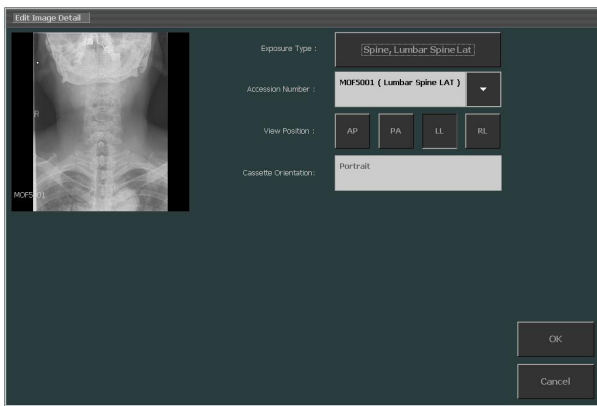 Edit Image Detail
Exposure Type :
Spine, Lumbar Spine Lat
Accession Number :
MOF5001 ( Lumbar Spine LAT )
View Position :
AP
PA
LL
RL
Cassette Orientation:
Portrait
R
MOF5001
OK
Cancel